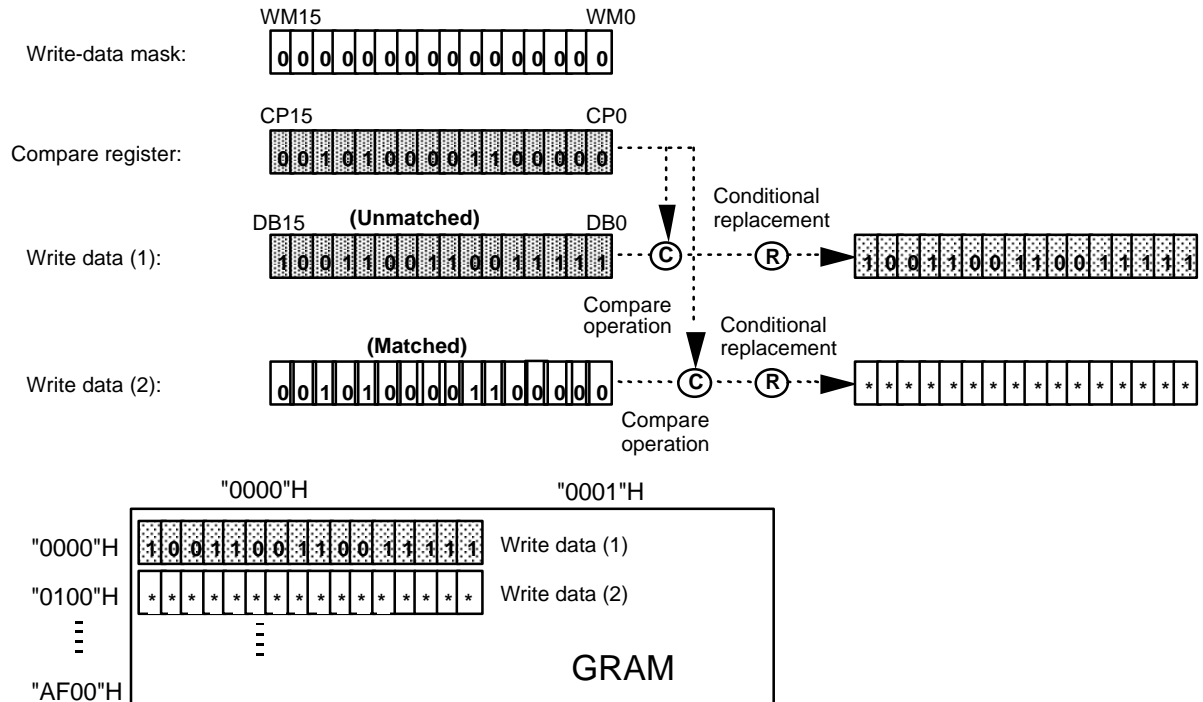 WM15 WM0
Write-data mask: 0 0 0 0 0 0 0 0 0 0 0 0 0 0 0 0
CP15 CP0
Compare register: 0 0 1 0 1 0 0 0 0 1 1 0 0 0 0 0
Conditional
replacement
DB15 (Unmatched) DB0
Write data (1): 1 0 0 1 1 0 0 1 1 0 0 1 1 1 1 1 C R 1 0 0 1 1 0 0 1 1 0 0 1 1 1 1 1
Compare
operation
Conditional
replacement
(Matched)
Write data (2): 0 0 1 0 1 0 0 0 0 1 1 0 0 0 0 0 C R * * * * * * * * * * * * * * * *
Compare
operation
"0000"H "0001"H
"0000"H 1 0 0 1 1 0 0 1 1 0 0 1 1 1 1 1 Write data (1)
"0100"H * * * * * * * * * * * * * * * * Write data (2)
GRAM
"AF00"H